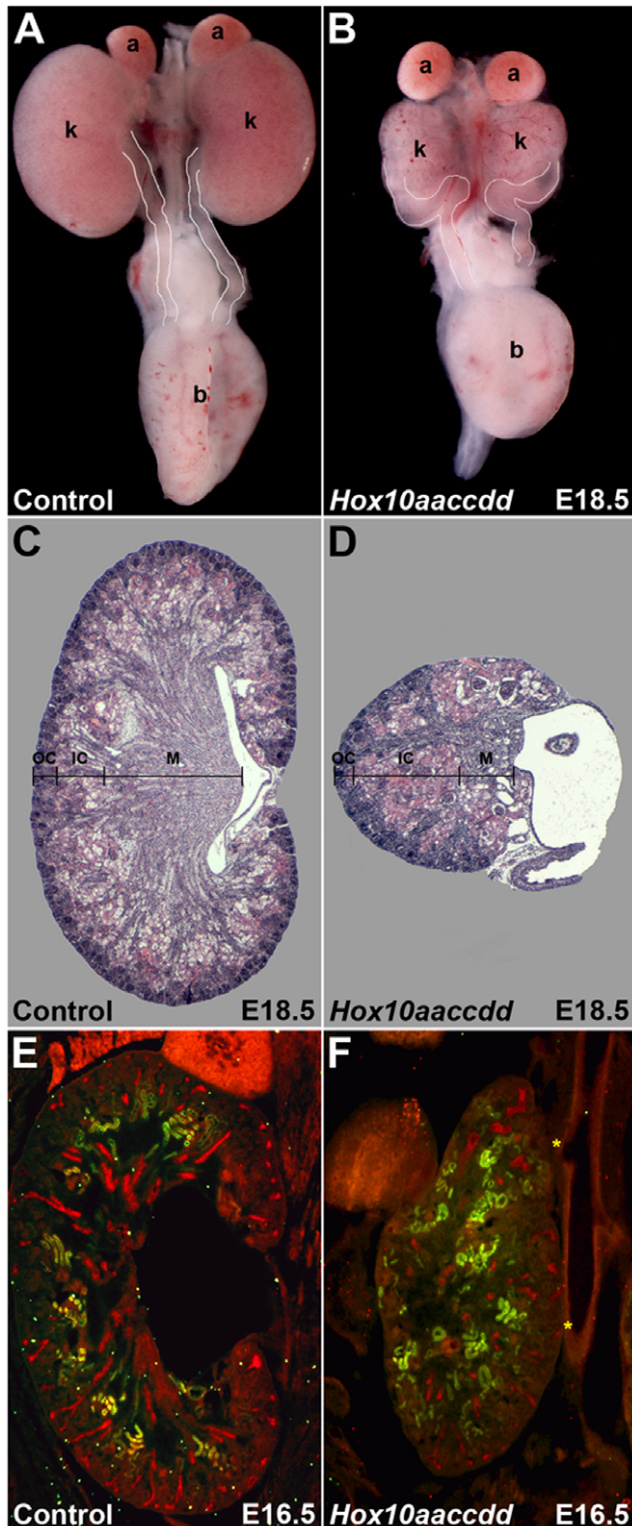 A
a
a
k
k
b
Control
B
a
a
k
k
b
Hox10aaccdd E18.5
C
OC IC M
Control E18.5
D
OC IC M
Hox10aaccdd E18.5
E
Control E16.5
F
*
*
Hox10aaccdd E16.5